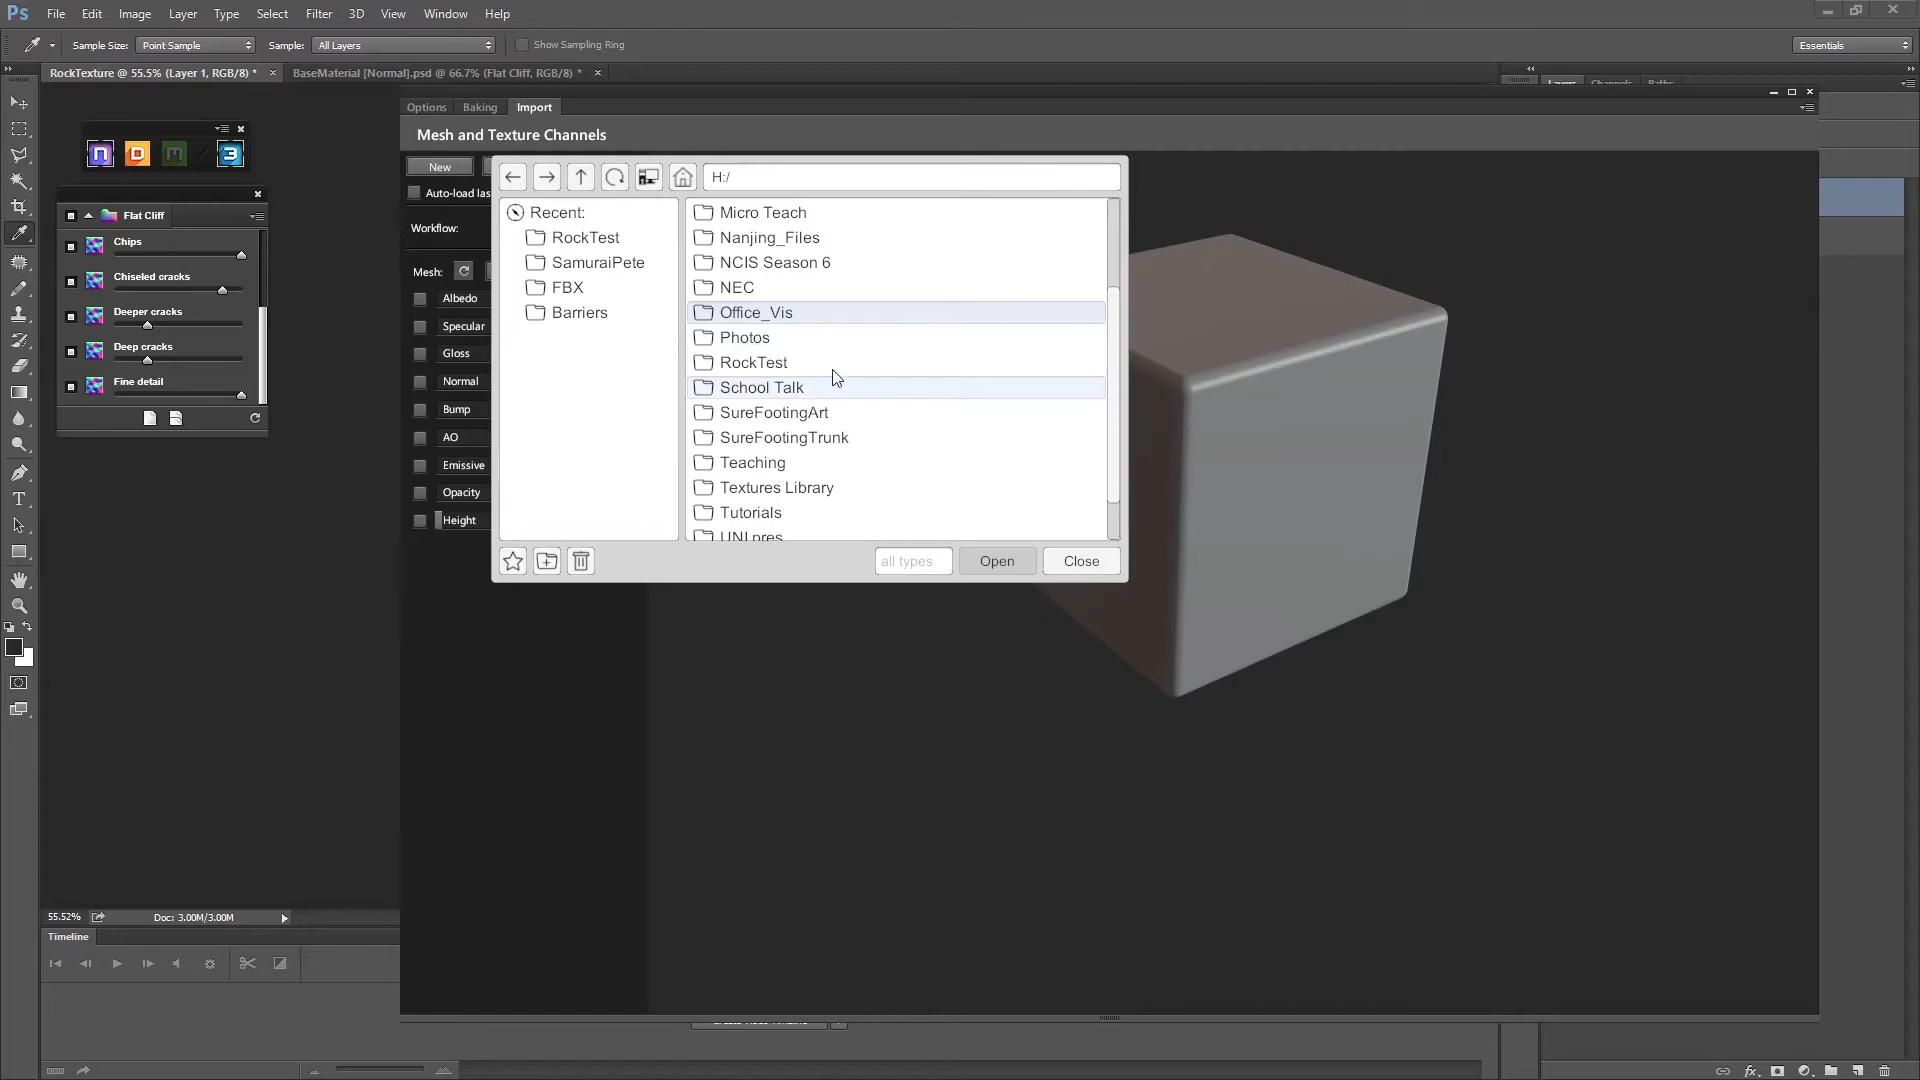 Ps File Edit Image Layer Type Select Filter 3D View Window Help
Sample Size: Point Sample Sample: All Layers Show Sampling Ring Essentials
RockTexture @ 55.5% (Layer 1, RGB/8) * × BaseMaterial [Normal].psd @ 66.7% (Flat Cliff, RGB/8) * ×
Layers Channels Paths
Options Baking Import
Mesh and Texture Channels
New
Auto-load las
Workflow:
Mesh:
Albedo
Specular
Gloss
Normal
Bump
AO
Emissive
Opacity
Height
Flat Cliff
Chips
Chiseled cracks
Deeper cracks
Deep cracks
Fine detail
H:/
Recent:
RockTest
SamuraiPete
FBX
Barriers
Micro Teach
Nanjing_Files
NCIS Season 6
NEC
Office_Vis
Photos
RockTest
School Talk
SureFootingArt
SureFootingTrunk
Teaching
Textures Library
Tutorials
UNI pres
all types Open Close
55.52% Doc: 3.00M/3.00M
Timeline